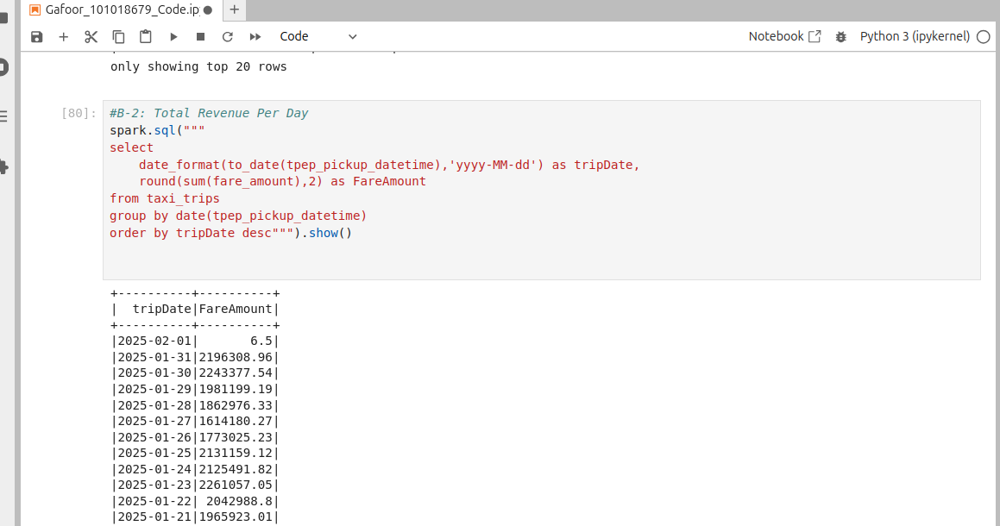 Gafoor_101018679_Code.ip
Code
Notebook
Python 3 (ipykernel)
only showing top 20 rows
[80]:
#B-2: Total Revenue Per Day
spark.sql("""
select
    date_format(to_date(tpep_pickup_datetime),'yyyy-MM-dd') as tripDate,
    round(sum(fare_amount),2) as FareAmount
from taxi_trips
group by date(tpep_pickup_datetime)
order by tripDate desc""").show()
+----------+----------+
|  tripDate|FareAmount|
+----------+----------+
|2025-02-01|       6.5|
|2025-01-31|2196308.96|
|2025-01-30|2243377.54|
|2025-01-29|1981199.19|
|2025-01-28|1862976.33|
|2025-01-27|1614180.27|
|2025-01-26|1773025.23|
|2025-01-25|2131159.12|
|2025-01-24|2125491.82|
|2025-01-23|2261057.05|
|2025-01-22| 2042988.8|
|2025-01-21|1965923.01|